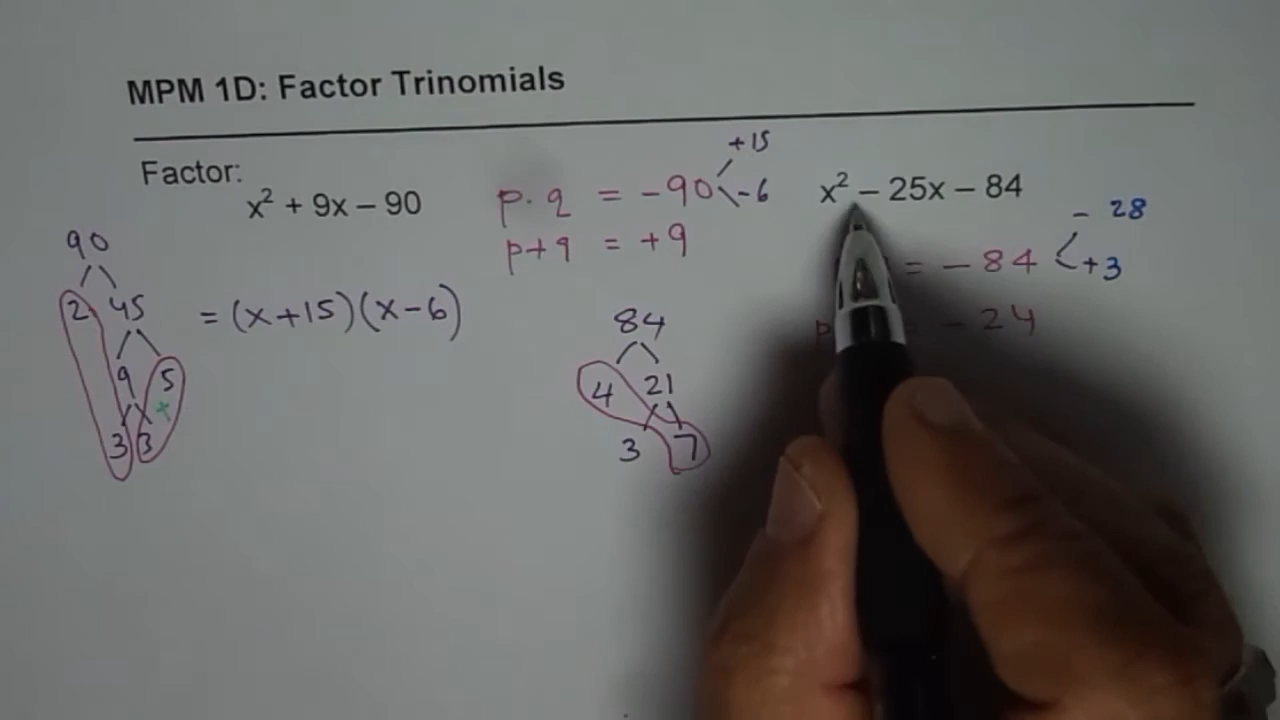 MPM 1D: Factor Trinomials
Factor:
x² + 9x – 90
p·q = -90
+15
-6
p+q = +9
90
2 45
9 5
+
3 3
= (x+15)(x-6)
x² – 25x – 84
= -84
- 28
+3
p = - 24
84
4 21
3 7